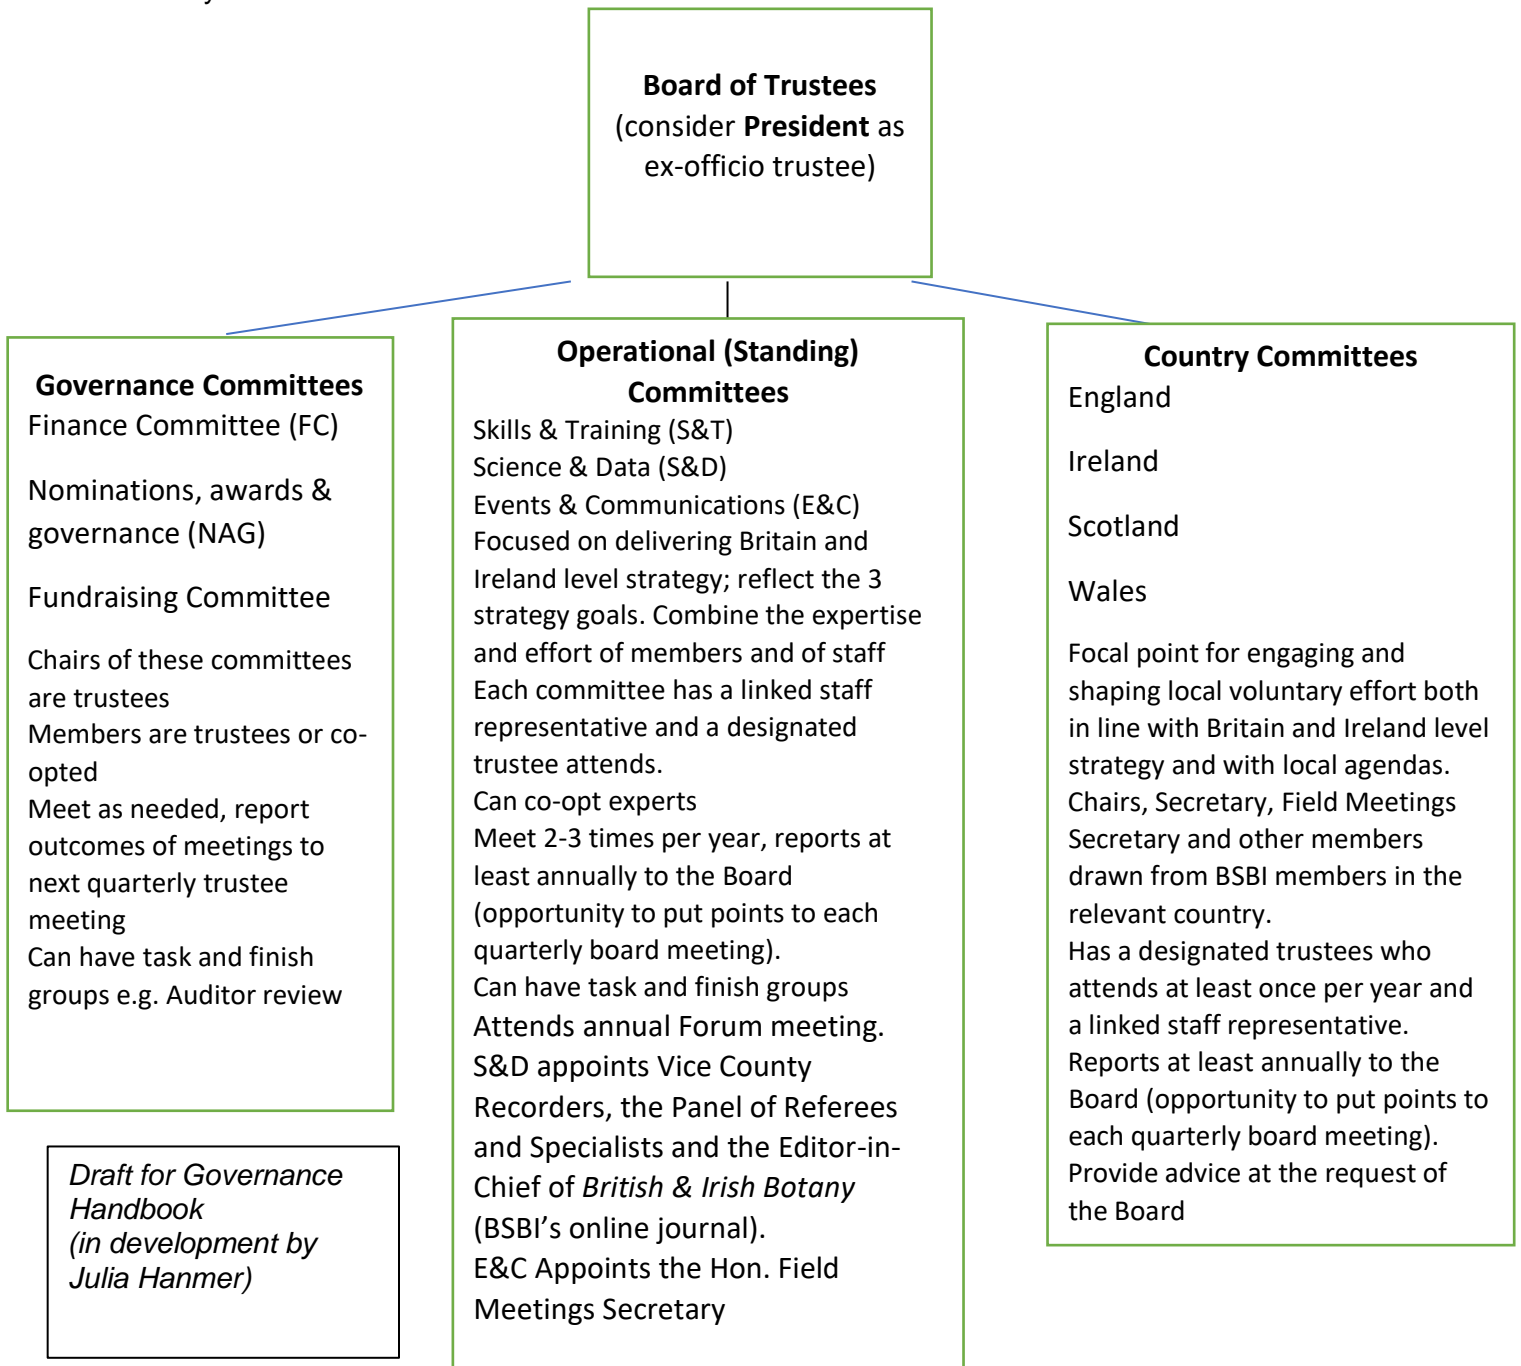 Board of Trustees
(consider President as
ex-officio trustee)
Governance Committees
Finance Committee (FC)
Nominations, awards &
governance (NAG)
Fundraising Committee
Chairs of these committees
are trustees
Members are trustees or co-
opted
Meet as needed, report
outcomes of meetings to
next quarterly trustee
meeting
Can have task and finish
groups e.g. Auditor review
Operational (Standing)
Committees
Skills & Training (S&T)
Science & Data (S&D)
Events & Communications (E&C)
Focused on delivering Britain and
Ireland level strategy; reflect the 3
strategy goals. Combine the expertise
and effort of members and of staff
Each committee has a linked staff
representative and a designated
trustee attends.
Can co-opt experts
Meet 2-3 times per year, reports at
least annually to the Board
(opportunity to put points to each
quarterly board meeting).
Can have task and finish groups
Attends annual Forum meeting.
S&D appoints Vice County
Recorders, the Panel of Referees
and Specialists and the Editor-in-
Chief of British & Irish Botany
(BSBI’s online journal).
E&C Appoints the Hon. Field
Meetings Secretary
Country Committees
England
Ireland
Scotland
Wales
Focal point for engaging and
shaping local voluntary effort both
in line with Britain and Ireland level
strategy and with local agendas.
Chairs, Secretary, Field Meetings
Secretary and other members
drawn from BSBI members in the
relevant country.
Has a designated trustees who
attends at least once per year and
a linked staff representative.
Reports at least annually to the
Board (opportunity to put points to
each quarterly board meeting).
Provide advice at the request of
the Board
Draft for Governance
Handbook
(in development by
Julia Hanmer)